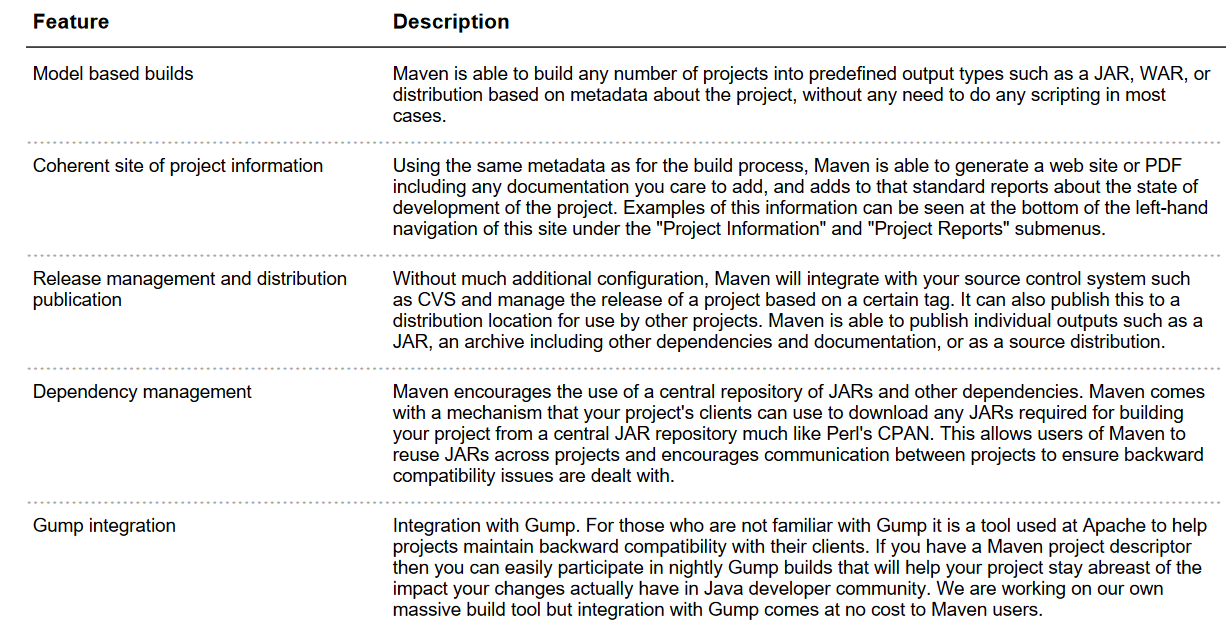 Feature
Description
Model based builds
Maven is able to build any number of projects into predefined output types such as a JAR, WAR, or
distribution based on metadata about the project, without any need to do any scripting in most
cases.
Coherent site of project information
Using the same metadata as for the build process, Maven is able to generate a web site or PDF
including any documentation you care to add, and adds to that standard reports about the state of
development of the project. Examples of this information can be seen at the bottom of the left-hand
navigation of this site under the "Project Information" and "Project Reports" submenus.
Release management and distribution
publication
Without much additional configuration, Maven will integrate with your source control system such
as CVS and manage the release of a project based on a certain tag. It can also publish this to a
distribution location for use by other projects. Maven is able to publish individual outputs such as a
JAR, an archive including other dependencies and documentation, or as a source distribution.
Dependency management
Maven encourages the use of a central repository of JARs and other dependencies. Maven comes
with a mechanism that your project's clients can use to download any JARs required for building
your project from a central JAR repository much like Perl's CPAN. This allows users of Maven to
reuse JARs across projects and encourages communication between projects to ensure backward
compatibility issues are dealt with.
Gump integration
Integration with Gump. For those who are not familiar with Gump it is a tool used at Apache to help
projects maintain backward compatibility with their clients. If you have a Maven project descriptor
then you can easily participate in nightly Gump builds that will help your project stay abreast of the
impact your changes actually have in Java developer community. We are working on our own
massive build tool but integration with Gump comes at no cost to Maven users.